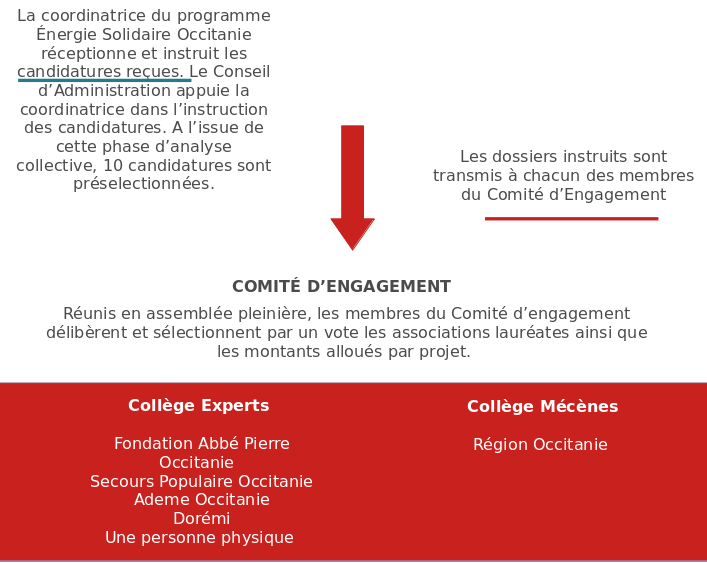 La coordinatrice du programme
Énergie Solidaire Occitanie
réceptionne et instruit les
candidatures reçues. Le Conseil
d’Administration appuie la
coordinatrice dans l’instruction
des candidatures. A l’issue de
cette phase d’analyse
collective, 10 candidatures sont
préselectionnées.
Les dossiers instruits sont
transmis à chacun des membres
du Comité d’Engagement
COMITÉ D’ENGAGEMENT
Réunis en assemblée pleinière, les membres du Comité d’engagement
délibèrent et sélectionnent par un vote les associations lauréates ainsi que
les montants alloués par projet.
Collège Experts
Fondation Abbé Pierre
Occitanie
Secours Populaire Occitanie
Ademe Occitanie
Dorémi
Une personne physique
Collège Mécènes
Région Occitanie